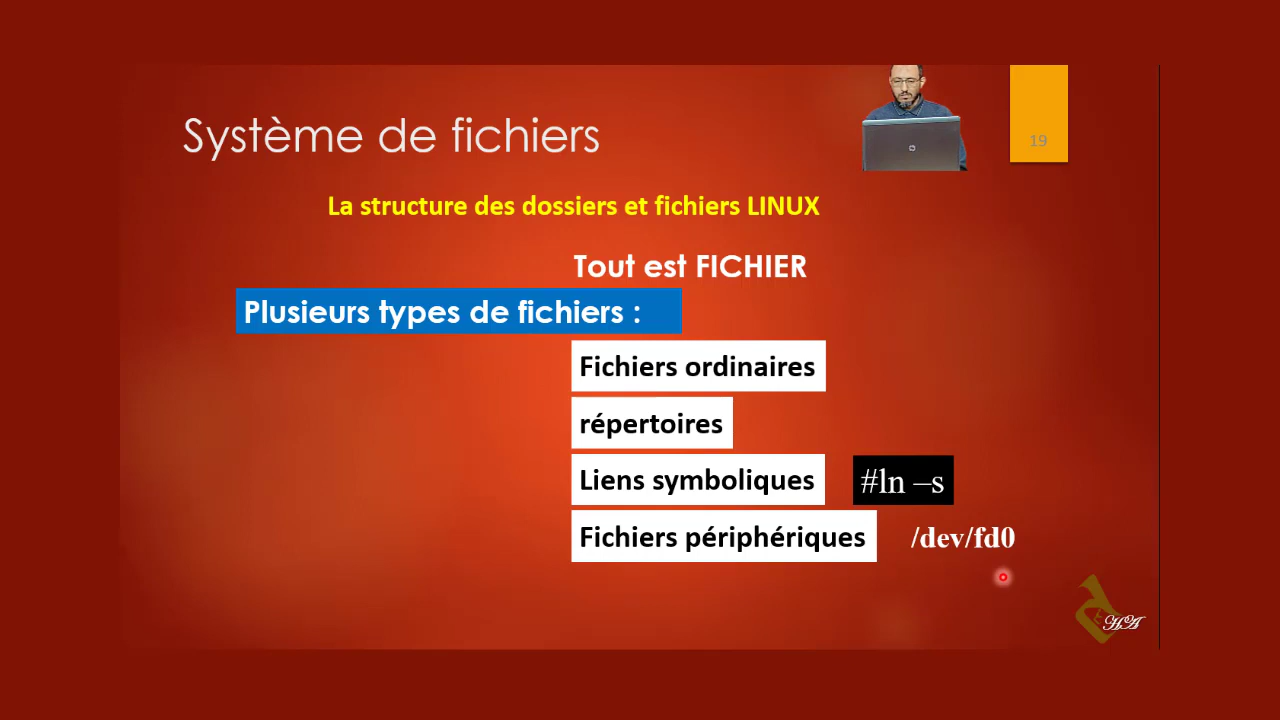 Système de fichiers
19
La structure des dossiers et fichiers LINUX
Tout est FICHIER
Plusieurs types de fichiers :
Fichiers ordinaires
répertoires
Liens symboliques
#ln –s
Fichiers périphériques
/dev/fd0
HA